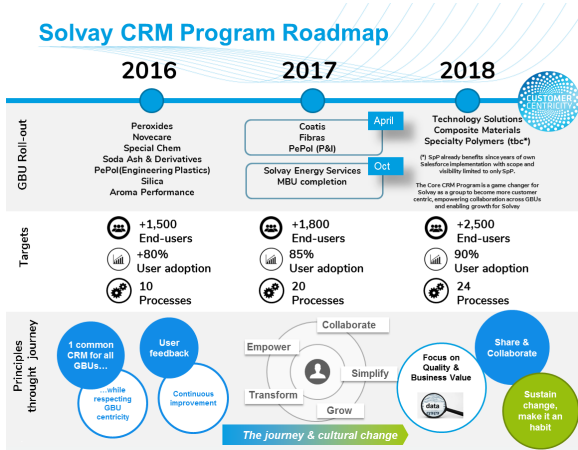 Solvay CRM Program Roadmap
2016
2017
2018
CUSTOMER
CENTRICITY
GBU Roll-out
Peroxides
Novecare
Special Chem
Soda Ash & Derivatives
PePol(Engineering Plastics)
Silica
Aroma Performance
April
Coatis
Fibras
PePol (P&I)
Oct
Solvay Energy Services
MBU completion
Technology Solutions
Composite Materials
Specialty Polymers (tbc*)
(*) SpP already benefits since years of own
Salesforce implementation with scope and
visibility limited to only SpP.
The Core CRM Program is a game changer for
Solvay as a group to become more customer
centric, empowering collaboration across GBUs
and enabling growth for Solvay
Targets
+1,500
End-users
+80%
User adoption
10
Processes
+1,800
End-users
85%
User adoption
20
Processes
+2,500
End-users
90%
User adoption
24
Processes
Principles
throught journey
1 common
CRM for all
GBUs...
...while
respecting
GBU
centricity
User
feedback
Continuous
improvement
Collaborate
Empower
Simplify
Transform
Grow
The journey & cultural change
Focus on
Quality &
Business Value
data
Share &
Collaborate
Sustain
change,
make it an
habit